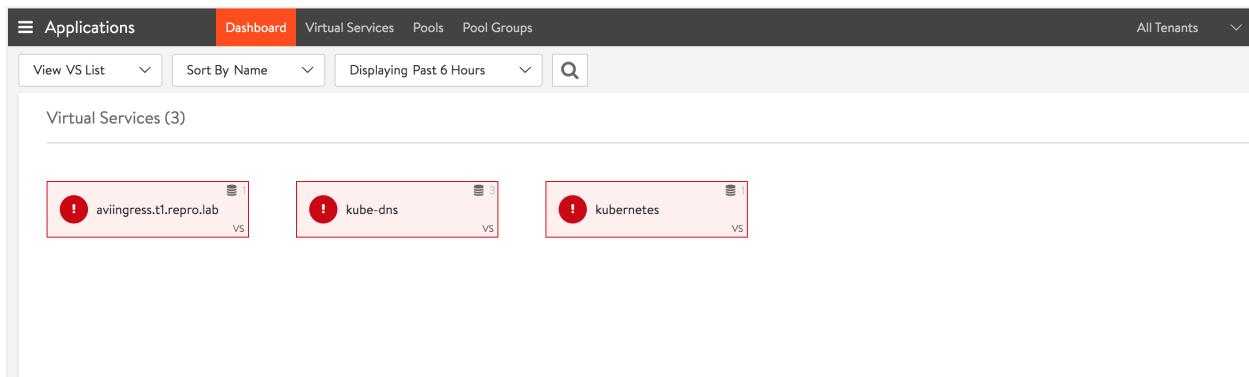 Applications Dashboard Virtual Services Pools Pool Groups All Tenants
View VS List Sort By Name Displaying Past 6 Hours
Virtual Services (3)
1 3 1
! aviingress.t1.repro.lab ! kube-dns ! kubernetes
VS VS VS